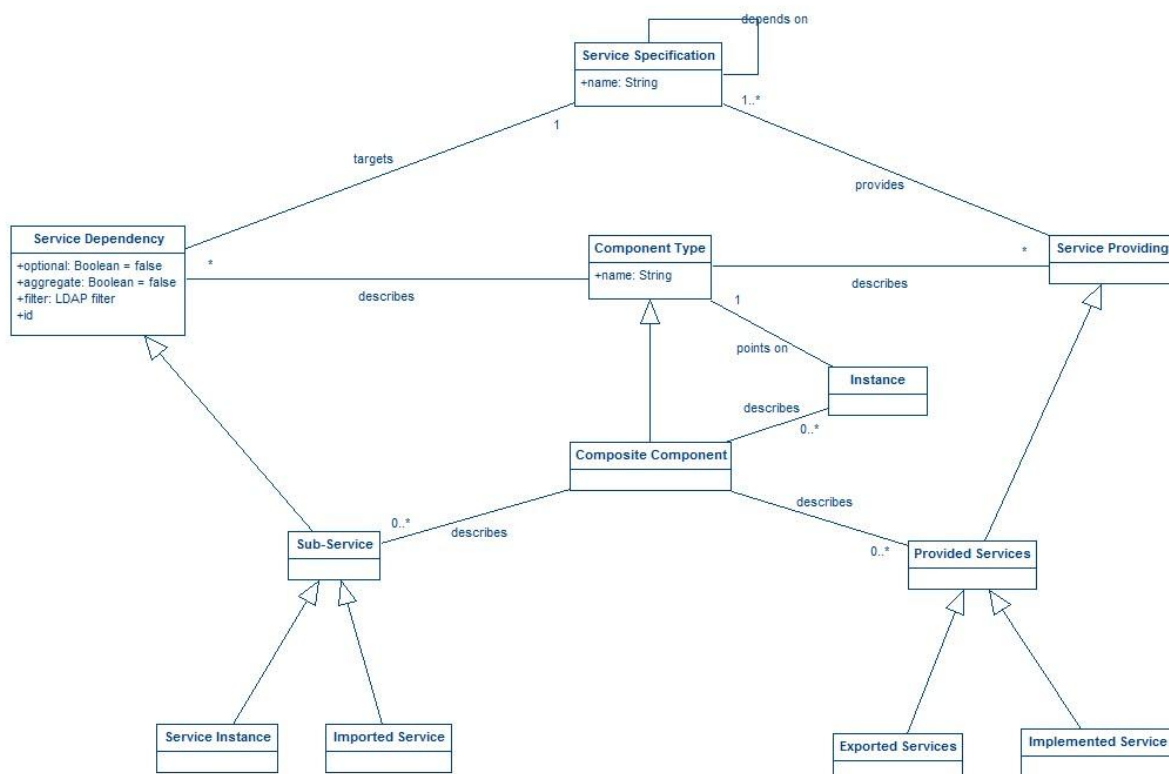 depends on
Service Specification
+name: String
1..*
1
targets
provides
Service Dependency
+optional: Boolean = false
+aggregate: Boolean = false
+filter: LDAP filter
+id
*
describes
Component Type
+name: String
*
describes
Service Providing
1
points on
Instance
describes
0..*
Composite Component
describes
0..*
describes
0..*
Sub-Service
Provided Services
Service Instance
Imported Service
Exported Services
Implemented Service